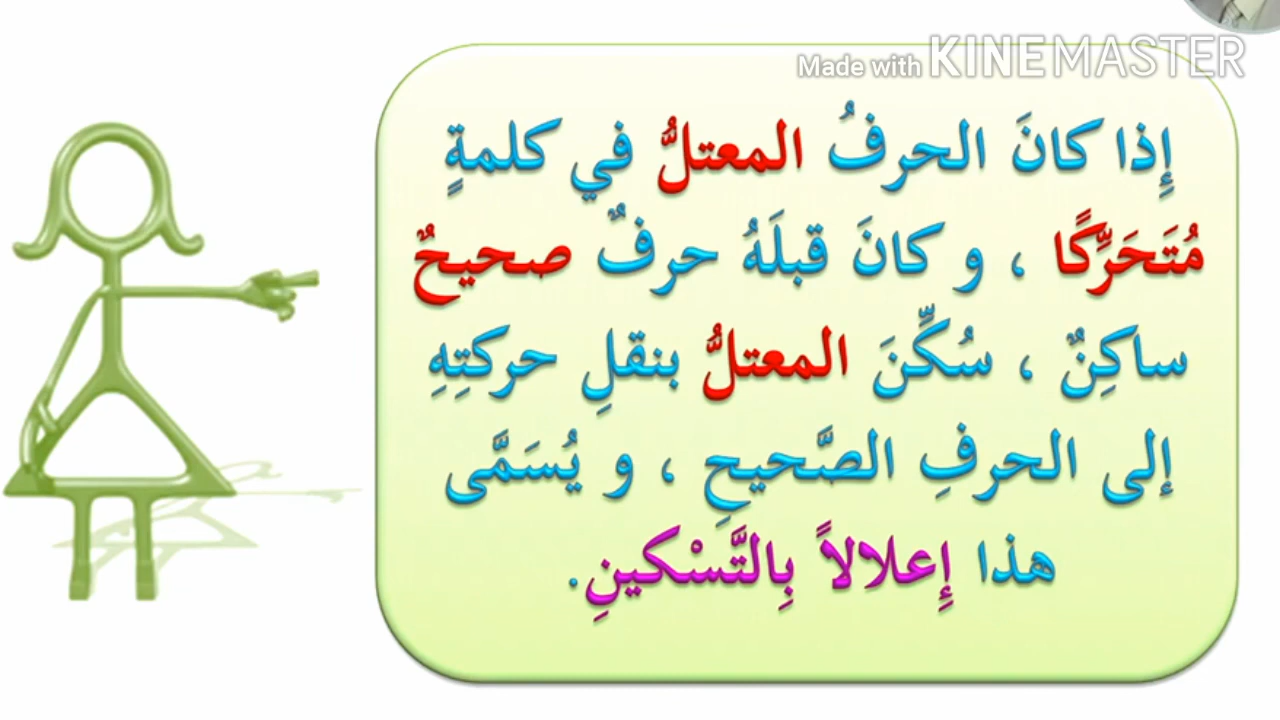 Made with KINEMASTER
إِذا كانَ الحرفُ المعتلُّ في كلمةٍ
مُتَحَرِّكًا ، و كانَ قبلَهُ حرفٌ صحيحٌ
ساكِنٌ ، سُكِّنَ المعتلُّ بنقلِ حركتِهِ
إلى الحرفِ الصَّحيحِ ، و يُسَمَّى
هذا إِعلالاً بِالتَّسْكينِ.